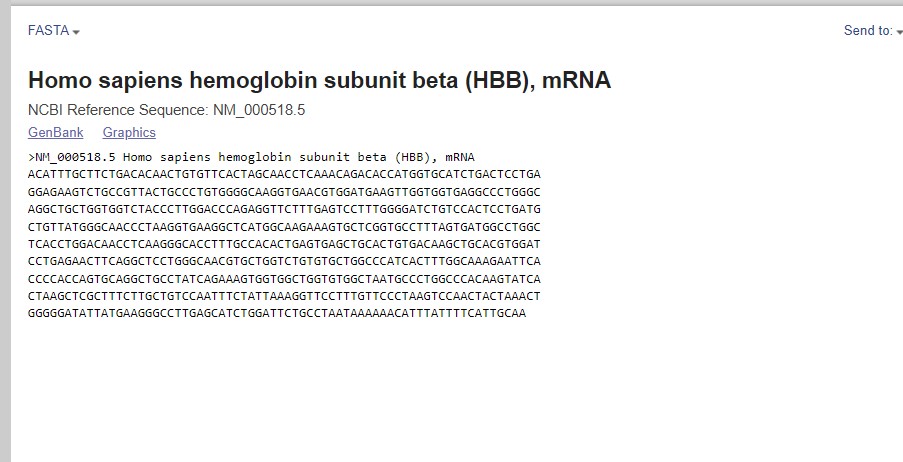 FASTA
Send to:
Homo sapiens hemoglobin subunit beta (HBB), mRNA
NCBI Reference Sequence: NM_000518.5
GenBank Graphics
>NM_000518.5 Homo sapiens hemoglobin subunit beta (HBB), mRNA
ACATTTGCTTCTGACACAACTGTGTTCACTAGCAACCTCAAACAGACACCATGGTGCATCTGACTCCTGA
GGAGAAGTCTGCCGTTACTGCCCTGTGGGGCAAGGTGAACGTGGATGAAGTTGGTGGTGAGGCCCTGGGC
AGGCTGCTGGTGGTCTACCCTTGGACCCAGAGGTTCTTTGAGTCCTTTGGGGATCTGTCCACTCCTGATG
CTGTTATGGGCAACCCTAAGGTGAAGGCTCATGGCAAGAAAGTGCTCGGTGCCTTTAGTGATGGCCTGGC
TCACCTGGACAACCTCAAGGGCACCTTTGCCACACTGAGTGAGCTGCACTGTGACAAGCTGCACGTGGAT
CCTGAGAACTTCAGGCTCCTGGGCAACGTGCTGGTCTGTGTGCTGGCCCATCACTTTGGCAAAGAATTCA
CCCCACCAGTGCAGGCTGCCTATCAGAAAGTGGTGGCTGGTGTGGCTAATGCCCTGGCCCACAAGTATCA
CTAAGCTCGCTTTCTTGCTGTCCAATTTCTATTAAAGGTTCCTTTGTTCCCTAAGTCCAACTACTAAACT
GGGGGATATTATGAAGGGCCTTGAGCATCTGGATTCTGCCTAATAAAAAACATTTATTTTCATTGCAA